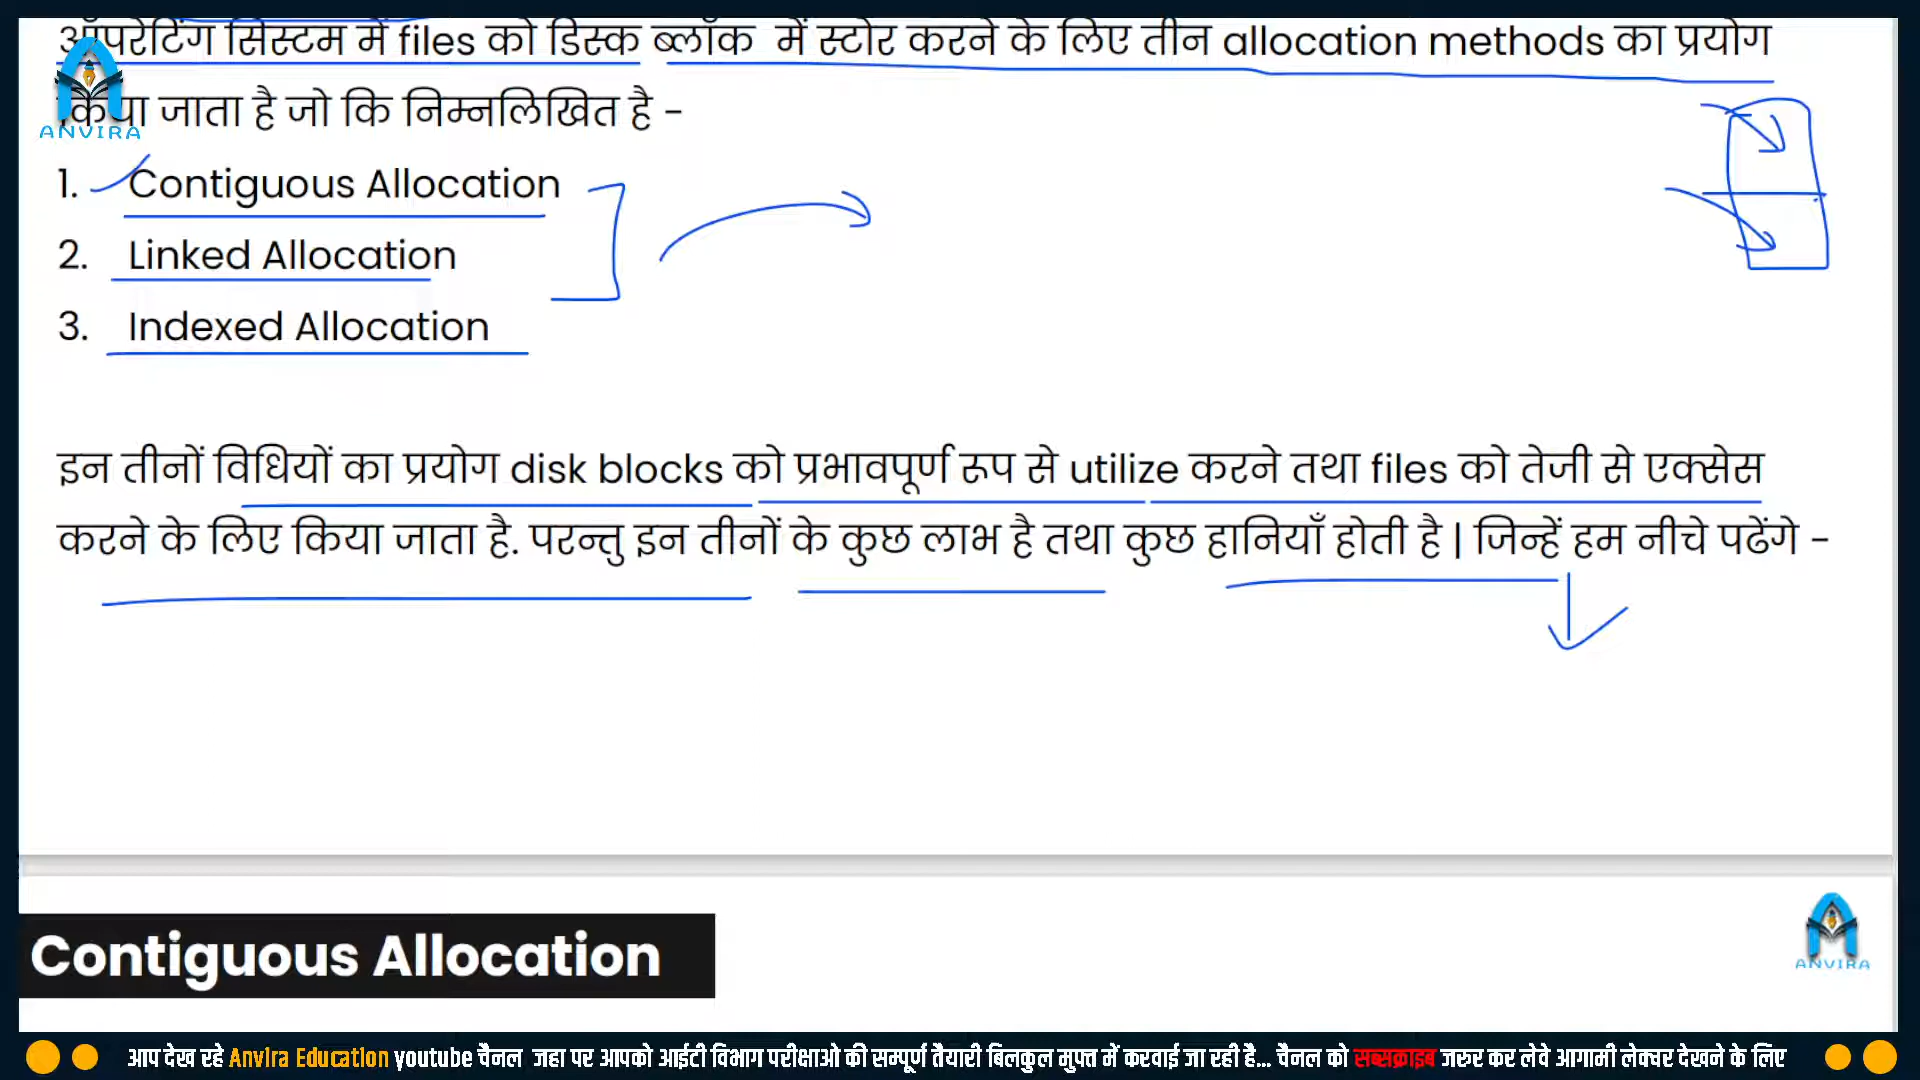 ऑपरेटिंग सिस्टम में files को डिस्क ब्लॉक में स्टोर करने के लिए तीन allocation methods का प्रयोग
किया जाता है जो कि निम्नलिखित है -
ANVIRA
1. Contiguous Allocation
2. Linked Allocation
3. Indexed Allocation
इन तीनों विधियों का प्रयोग disk blocks को प्रभावपूर्ण रूप से utilize करने तथा files को तेजी से एक्सेस
करने के लिए किया जाता है. परन्तु इन तीनों के कुछ लाभ है तथा कुछ हानियाँ होती है | जिन्हें हम नीचे पढेंगे -
Contiguous Allocation
ANVIRA
आप देख रहे Anvira Education youtube चैनल जहा पर आपको आईटी विभाग परीक्षाओ की सम्पूर्ण तैयारी बिलकुल मुफ्त में करवाई जा रही है... चैनल को सब्सक्राइब जरुर कर लेवे आगामी लेक्चर देखने के लिए